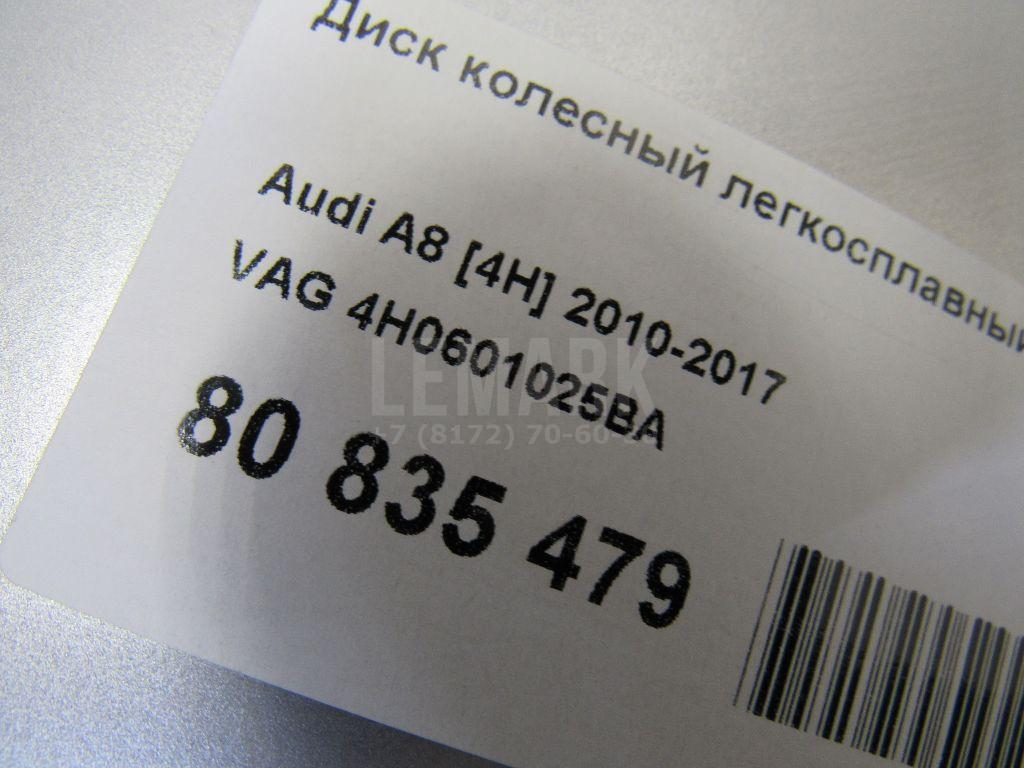 Диск колесный легкосплавный
Audi A8 [4H] 2010-2017
VAG 4H0601025BA
80 835 479
LEMARK
+7 (8172) 70-60-